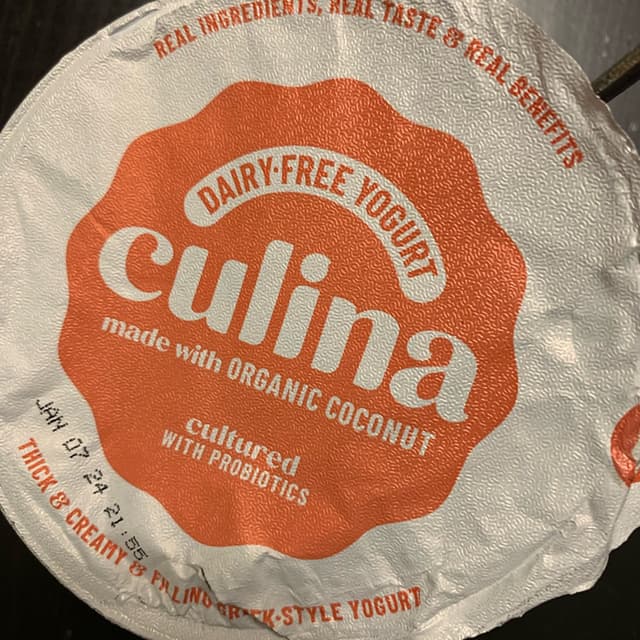 REAL INGREDIENTS, REAL TASTE & REAL BENEFITS
DAIRY-FREE YOGURT
culina
made with ORGANIC COCONUT
cultured
WITH PROBIOTICS
JAN 07 24 21:55
THICK & CREAMY & FILLING GREEK-STYLE YOGURT